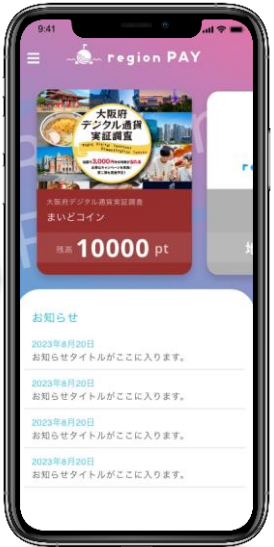 9:41
region PAY
大阪府
デジタル通貨
実証調査
大阪府デジタル通貨実証調査
まいどコイン
残高 10000 pt
お知らせ
2023年8月20日
お知らせタイトルがここに入ります。
2023年8月20日
お知らせタイトルがここに入ります。
2023年8月20日
お知らせタイトルがここに入ります。
2023年8月20日
お知らせタイトルがここに入ります。